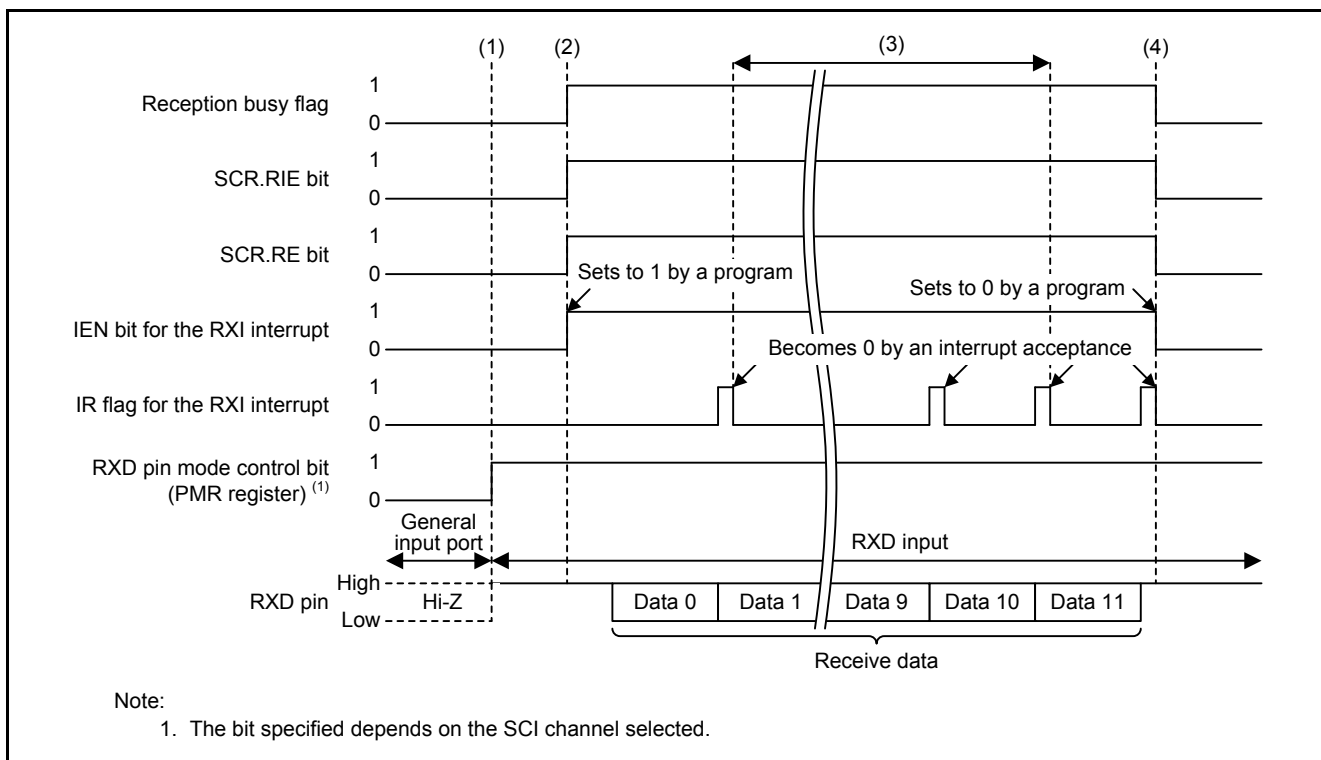 (1) (2) (3) (4)
Reception busy flag
1
0
SCR.RIE bit
1
0
SCR.RE bit
1
0
Sets to 1 by a program
Sets to 0 by a program
IEN bit for the RXI interrupt
1
0
Becomes 0 by an interrupt acceptance
IR flag for the RXI interrupt
1
0
RXD pin mode control bit
(PMR register) (1)
1
0
General
input port
RXD input
RXD pin
High
Low
Hi-Z
Data 0 Data 1 Data 9 Data 10 Data 11
Receive data
Note:
1. The bit specified depends on the SCI channel selected.